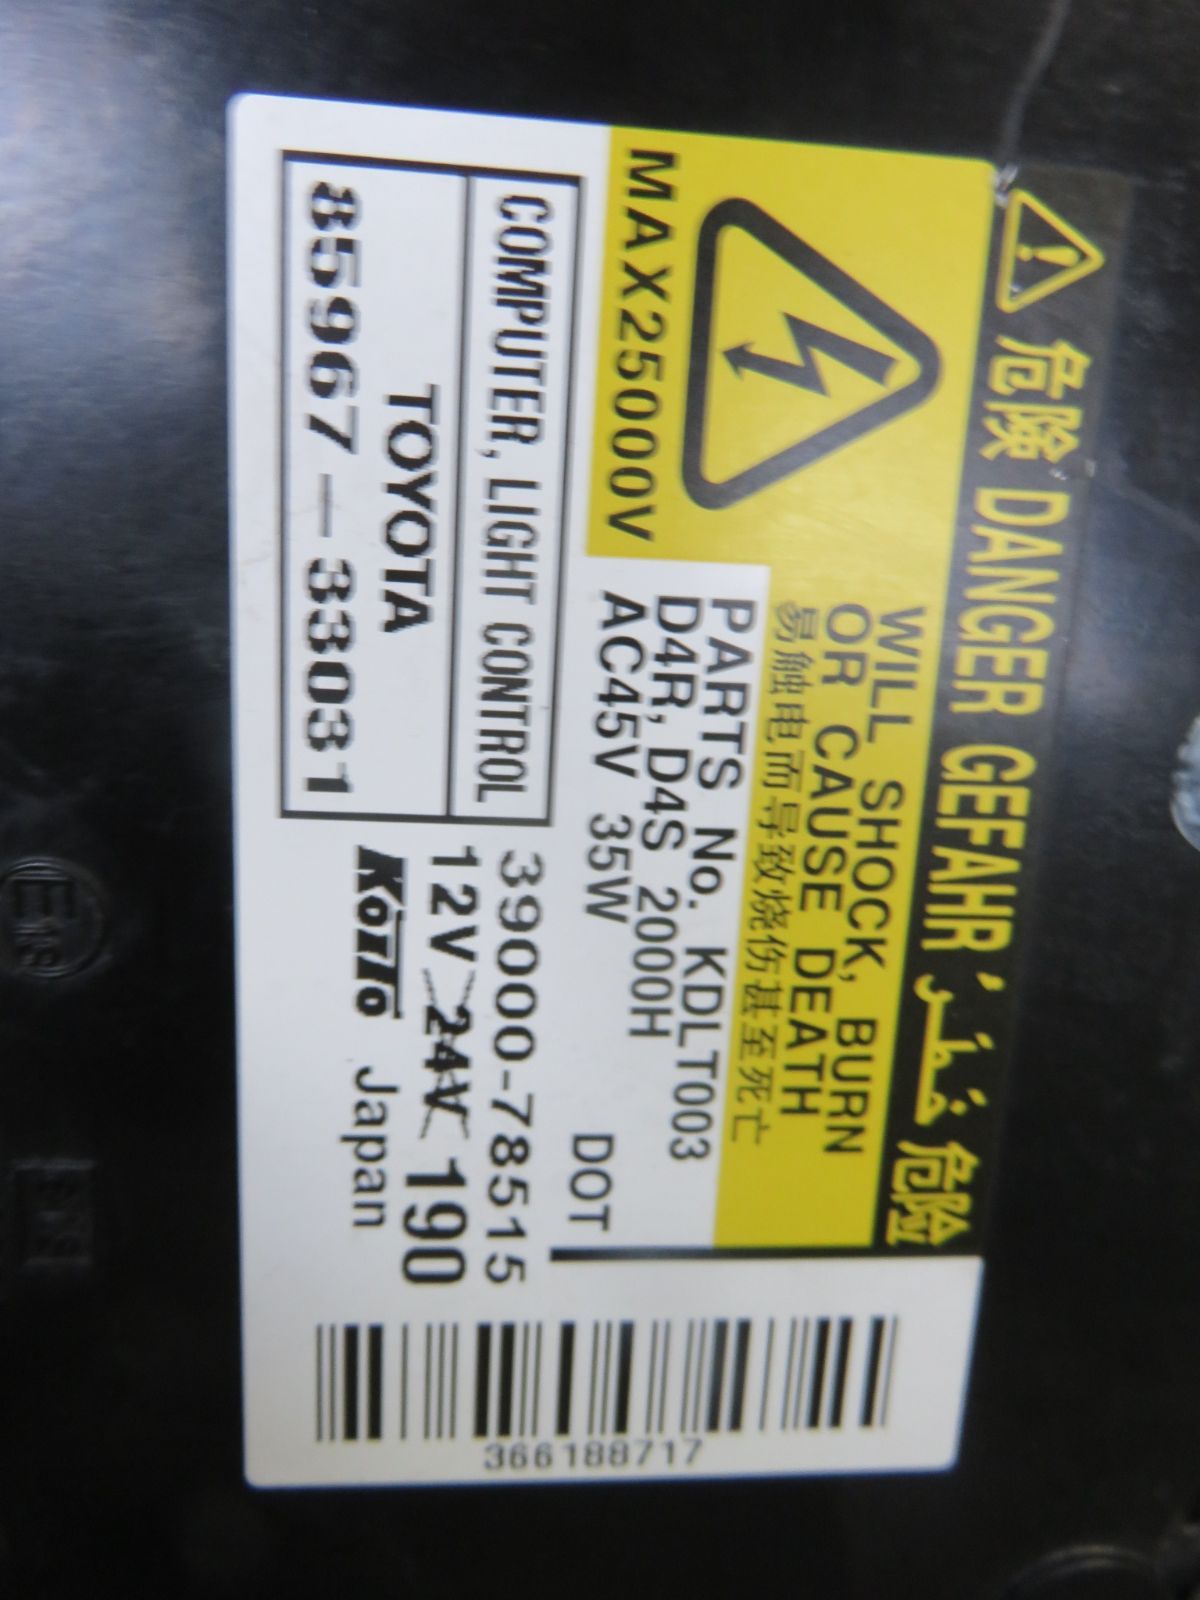 危険 DANGER GEFAHR خطر 危险
WILL SHOCK, BURN
OR CAUSE DEATH
易触电而导致烧伤甚至死亡
MAX25000V
PARTS No. KDLT003
D4R, D4S 2000H
AC45V 35W DOT
COMPUTER, LIGHT CONTROL
TOYOTA
85967-33031
39000-78515
12V 24V 190
KOITO Japan
366188717